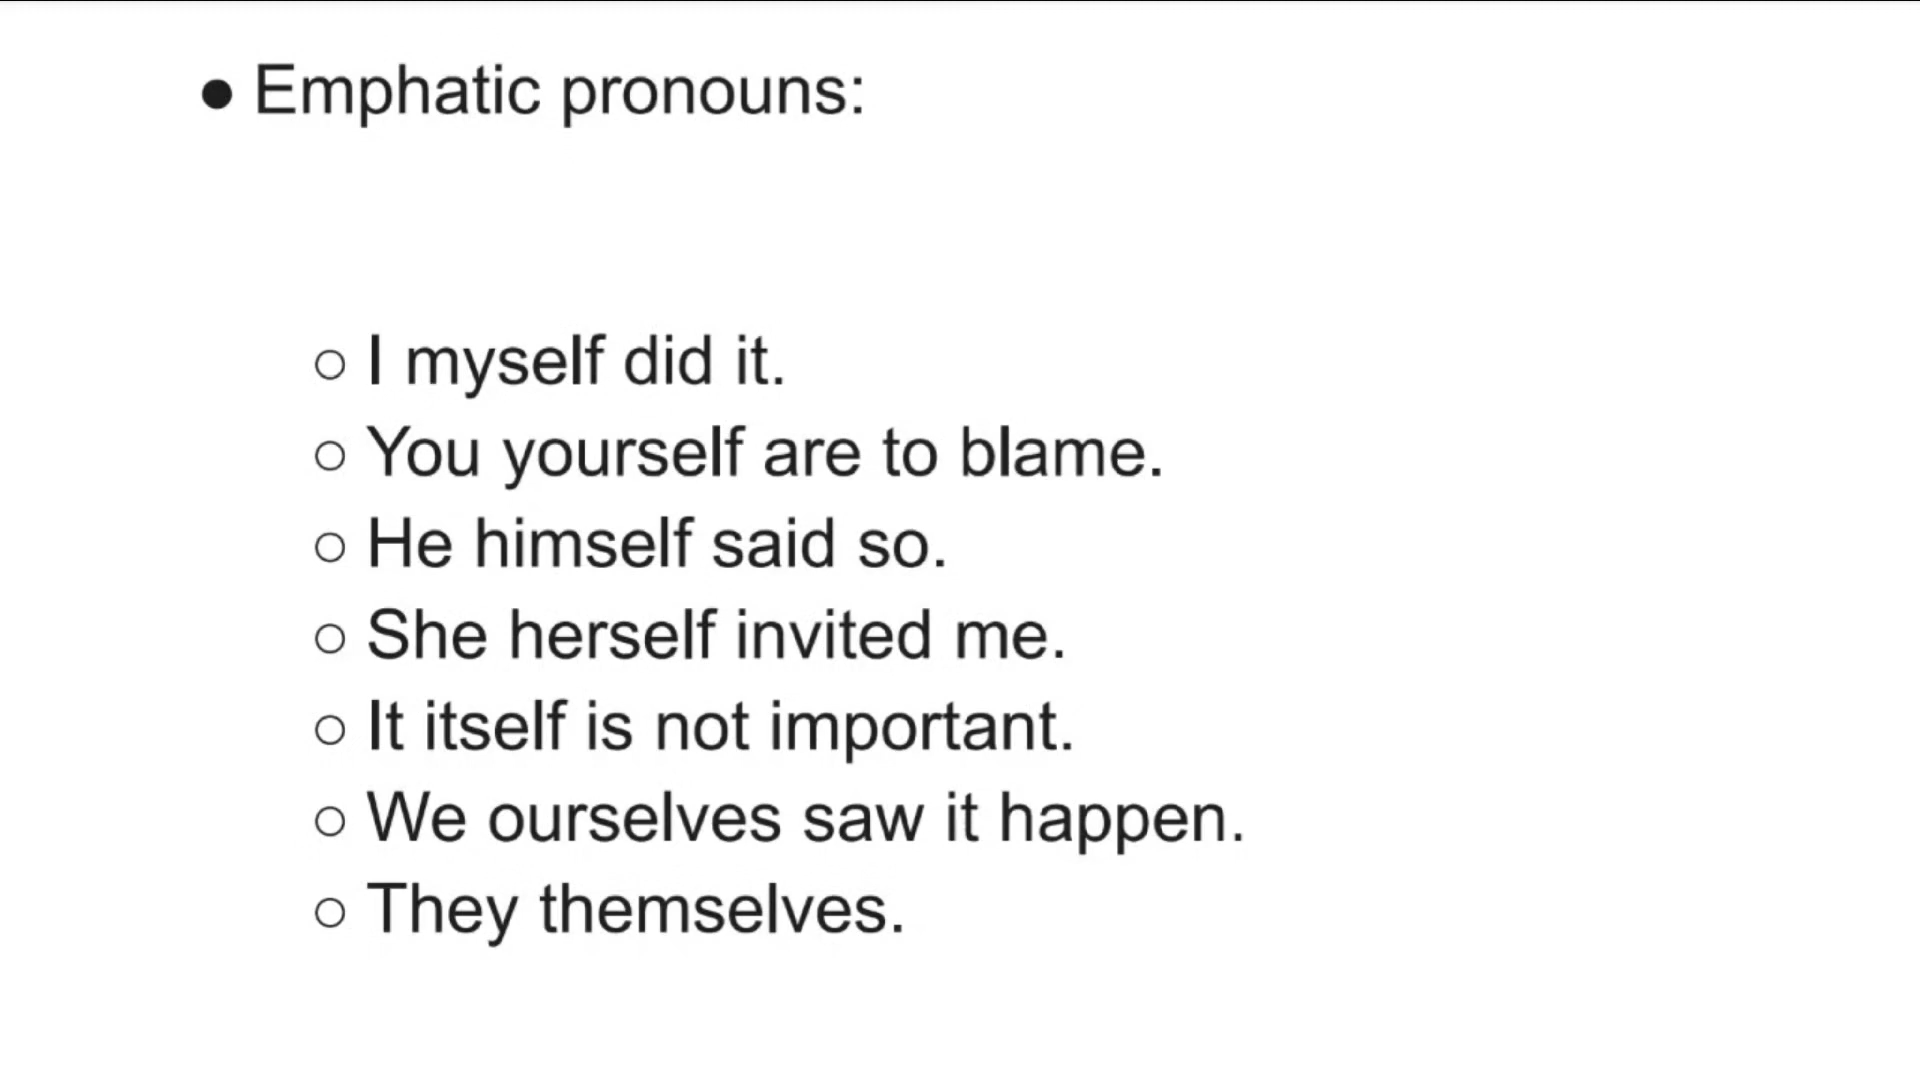 ● Emphatic pronouns:
○ I myself did it.
○ You yourself are to blame.
○ He himself said so.
○ She herself invited me.
○ It itself is not important.
○ We ourselves saw it happen.
○ They themselves.